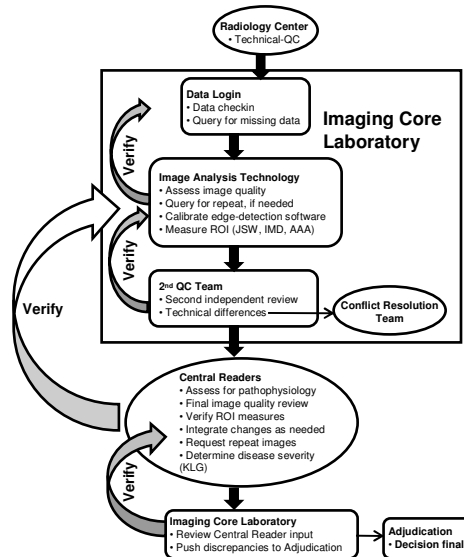 Radiology Center
• Technical-QC
Imaging Core
Laboratory
Data Login
• Data checkin
• Query for missing data
Verify
Image Analysis Technology
• Assess image quality
• Query for repeat, if needed
• Calibrate edge-detection software
• Measure ROI (JSW, IMD, AAA)
Verify
2nd QC Team
• Second independent review
• Technical differences
Conflict Resolution
Team
Verify
Central Readers
• Assess for pathophysiology
• Final image quality review
• Verify ROI measures
• Integrate changes as needed
• Request repeat images
• Determine disease severity
(KLG)
Verify
Imaging Core Laboratory
• Review Central Reader input
• Push discrepancies to Adjudication
Adjudication
• Decision final